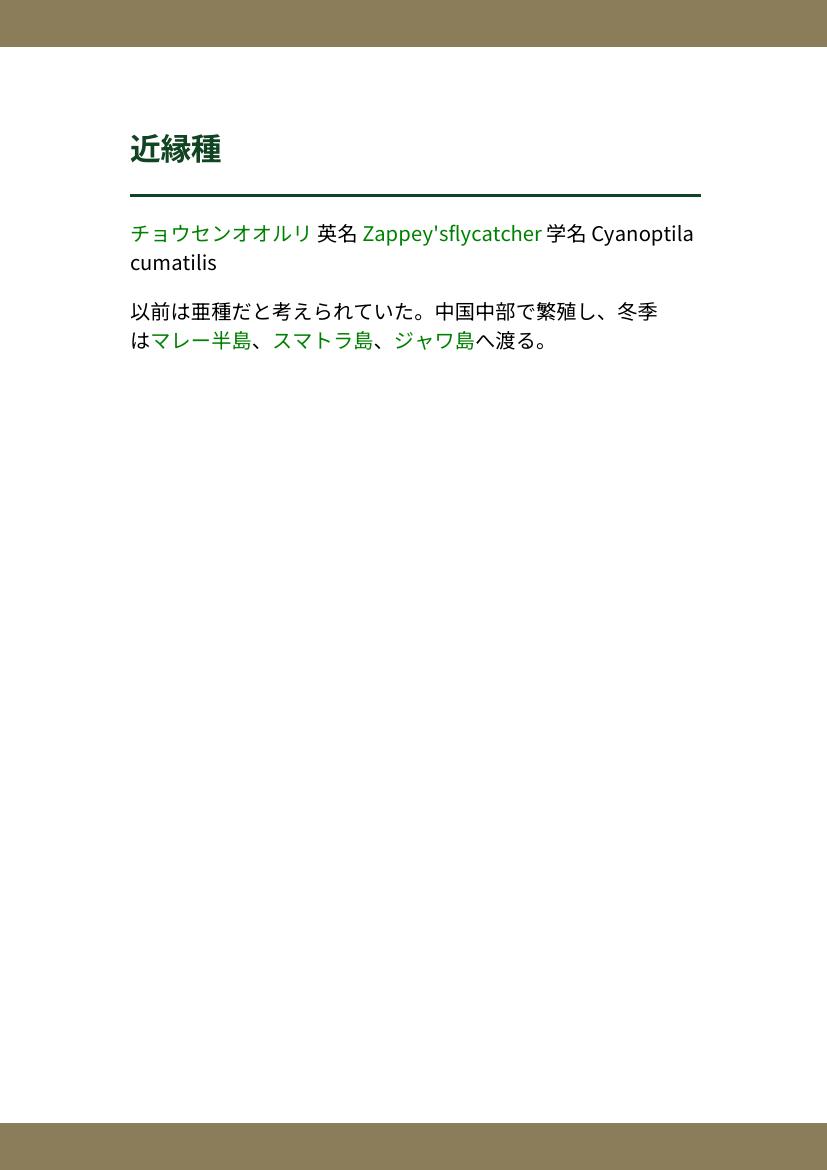 近縁種
チョウセンオオルリ 英名 Zappey'sflycatcher 学名 Cyanoptila
cumatilis
以前は亜種だと考えられていた。中国中部で繁殖し、冬季
はマレー半島、スマトラ島、ジャワ島へ渡る。